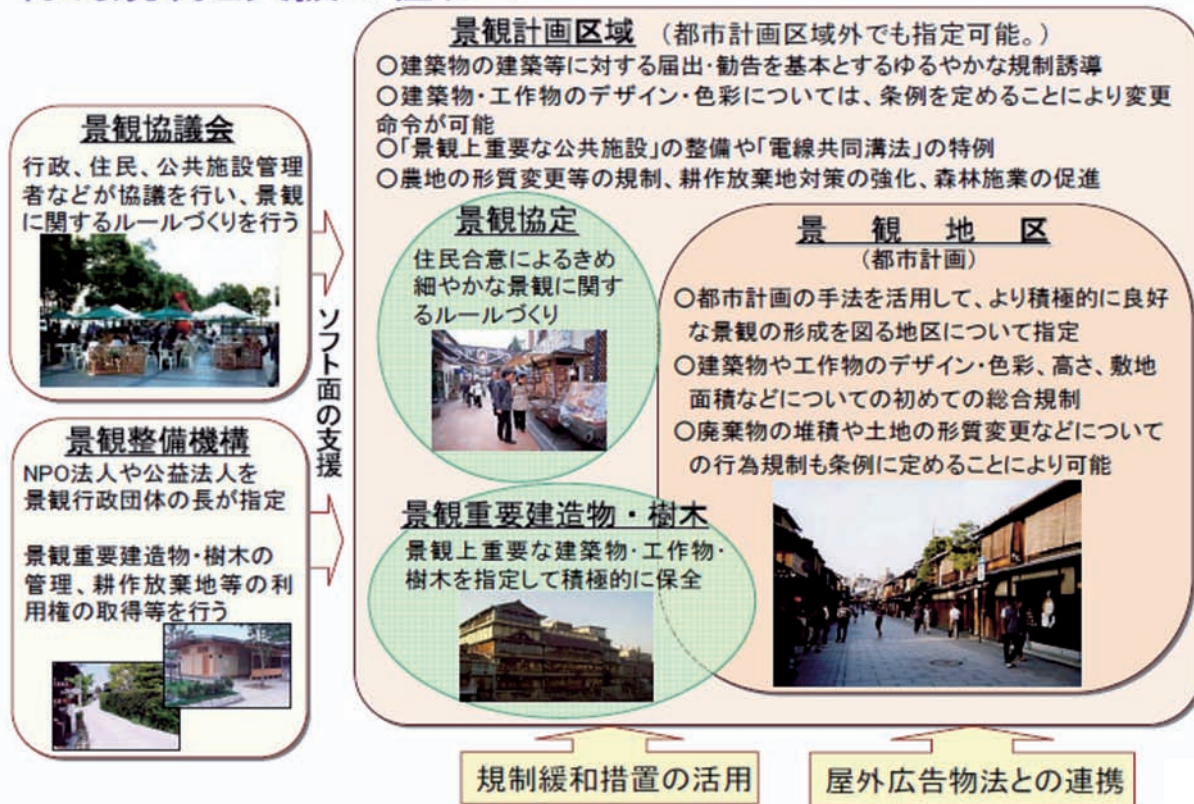 景観計画区域 (都市計画区域外でも指定可能。)
○建築物の建築等に対する届出・勧告を基本とするゆるやかな規制誘導
○建築物・工作物のデザイン・色彩については、条例を定めることにより変更
命令が可能
○「景観上重要な公共施設」の整備や「電線共同溝法」の特例
○農地の形質変更等の規制、耕作放棄地対策の強化、森林施業の促進
景観協議会
行政、住民、公共施設管理
者などが協議を行い、景観
に関するルールづくりを行う
景観整備機構
NPO法人や公益法人を
景観行政団体の長が指定
景観重要建造物・樹木の
管理、耕作放棄地等の利
用権の取得等を行う
ソフト面の支援
景観協定
住民合意によるきめ
細やかな景観に関す
るルールづくり
景観重要建造物・樹木
景観上重要な建築物・工作物・
樹木を指定して積極的に保全
景観地区
(都市計画)
○都市計画の手法を活用して、より積極的に良好
な景観の形成を図る地区について指定
○建築物や工作物のデザイン・色彩、高さ、敷地
面積などについての初めての総合規制
○廃棄物の堆積や土地の形質変更などについて
の行為規制も条例に定めることにより可能
規制緩和措置の活用
屋外広告物法との連携